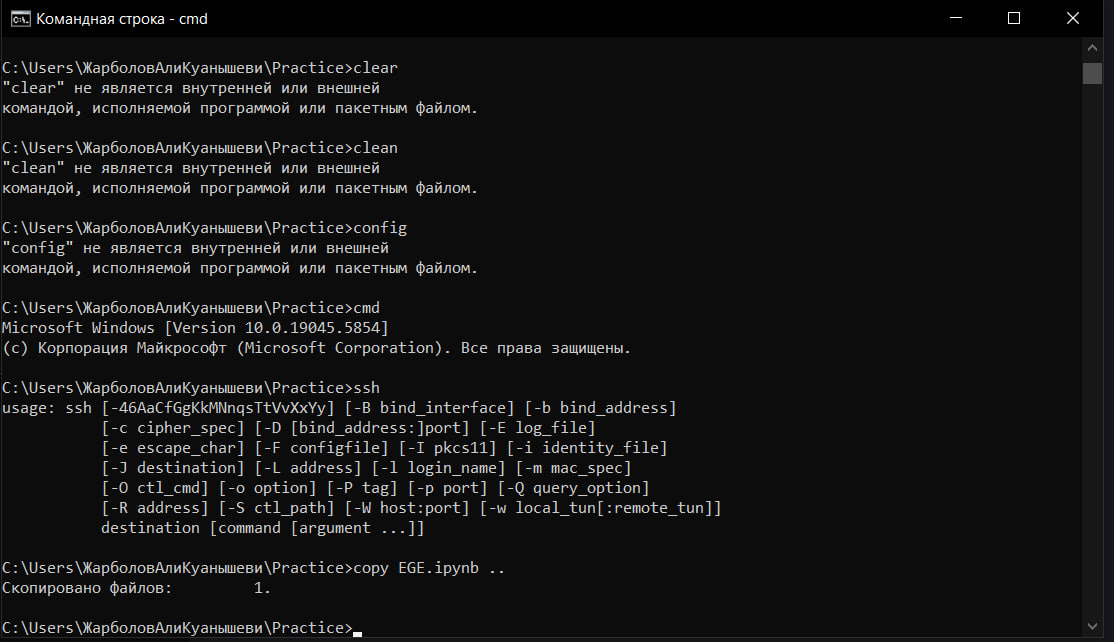 Командная строка - cmd
C:\Users\ЖарболовАлиКуанышеви\Practice>clear
"clear" не является внутренней или внешней
командой, исполняемой программой или пакетным файлом.
C:\Users\ЖарболовАлиКуанышеви\Practice>clean
"clean" не является внутренней или внешней
командой, исполняемой программой или пакетным файлом.
C:\Users\ЖарболовАлиКуанышеви\Practice>config
"config" не является внутренней или внешней
командой, исполняемой программой или пакетным файлом.
C:\Users\ЖарболовАлиКуанышеви\Practice>cmd
Microsoft Windows [Version 10.0.19045.5854]
(c) Корпорация Майкрософт (Microsoft Corporation). Все права защищены.
C:\Users\ЖарболовАлиКуанышеви\Practice>ssh
usage: ssh [-46AaCfGgKkMNnqsTtVvXxYy] [-B bind_interface] [-b bind_address]
           [-c cipher_spec] [-D [bind_address:]port] [-E log_file]
           [-e escape_char] [-F configfile] [-I pkcs11] [-i identity_file]
           [-J destination] [-L address] [-l login_name] [-m mac_spec]
           [-O ctl_cmd] [-o option] [-P tag] [-p port] [-Q query_option]
           [-R address] [-S ctl_path] [-W host:port] [-w local_tun[:remote_tun]]
           destination [command [argument ...]]
C:\Users\ЖарболовАлиКуанышеви\Practice>copy EGE.ipynb ..
Скопировано файлов:         1.
C:\Users\ЖарболовАлиКуанышеви\Practice>